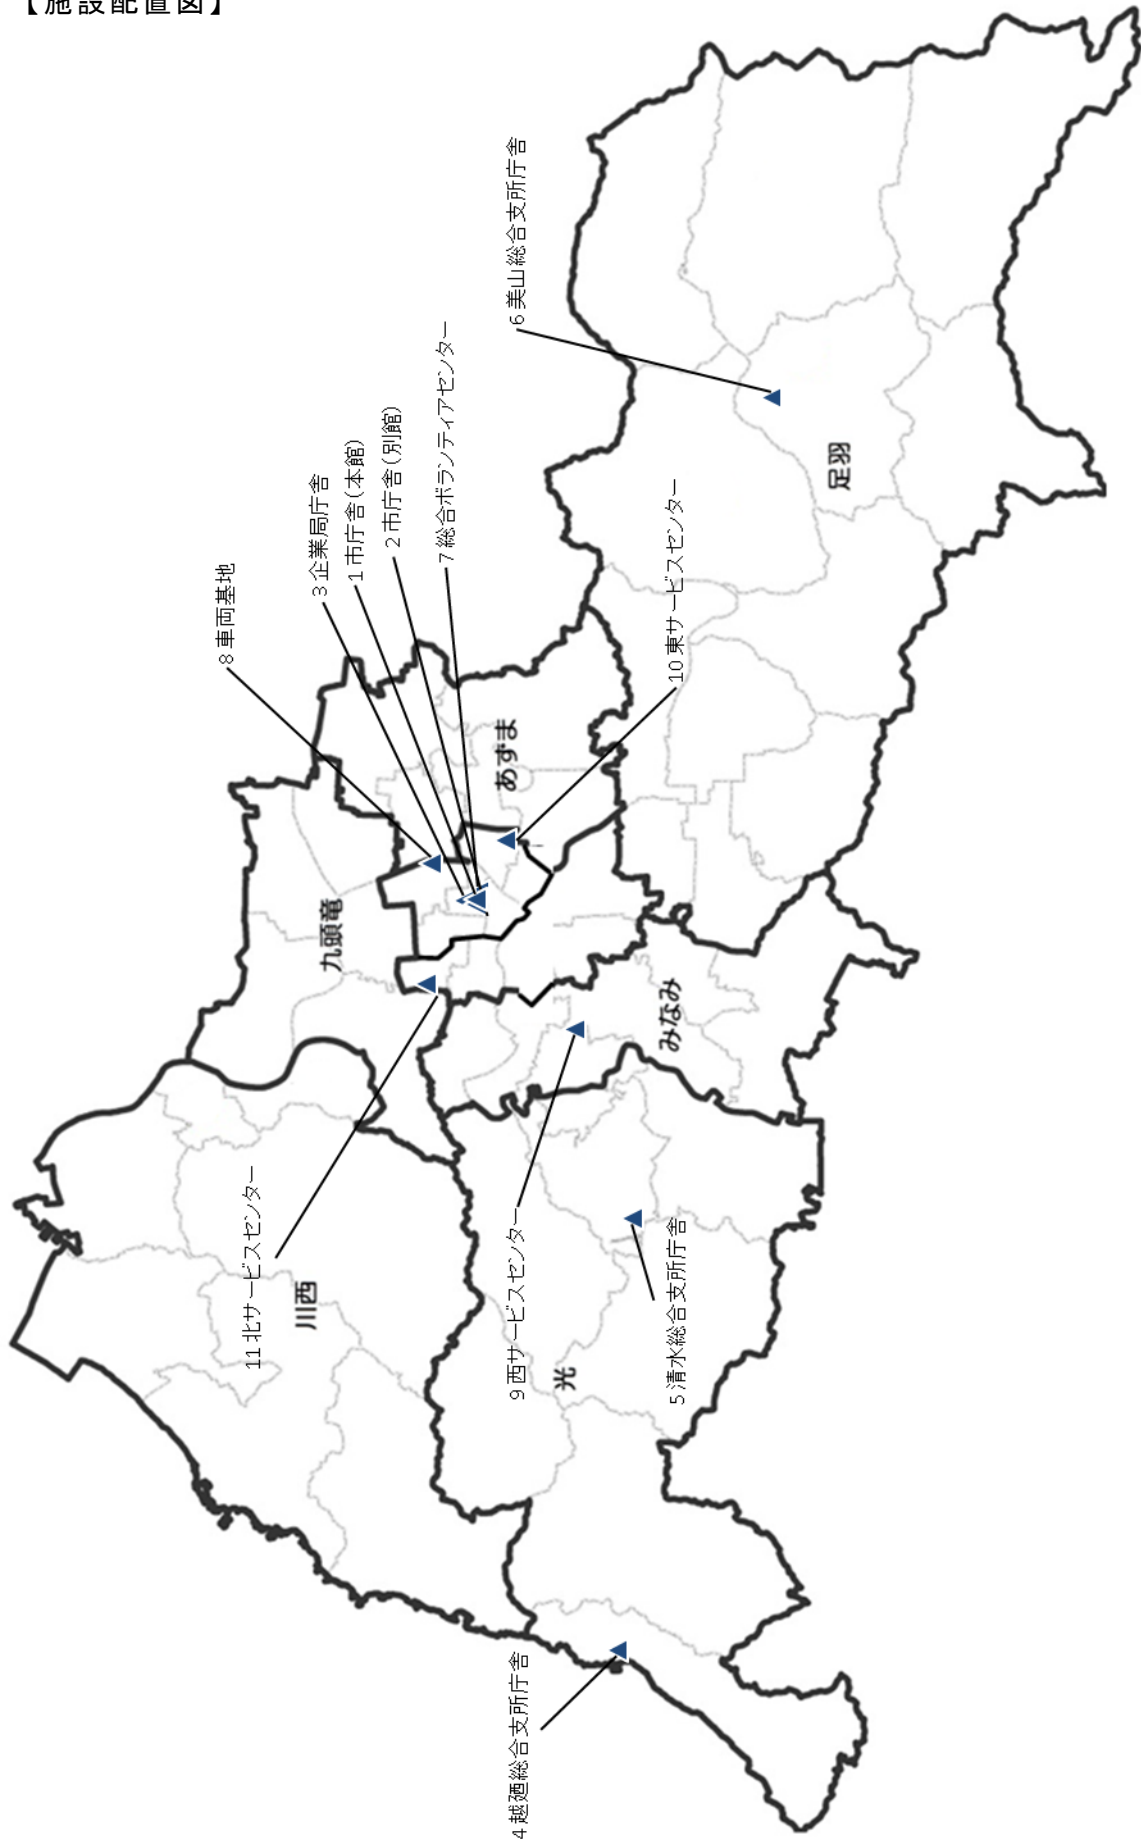 【施設配置図】
8 車両基地
3 企業局庁舎
1 市庁舎(本館)
2 市庁舎(別館)
7 総合ボランティアセンター
6 美山総合支所庁舎
10 東サービスセンター
九頭竜
あずま
足羽
みなみ
11 北サービスセンター
川西
9 西サービスセンター
光
5 清水総合支所庁舎
4 越廼総合支所庁舎